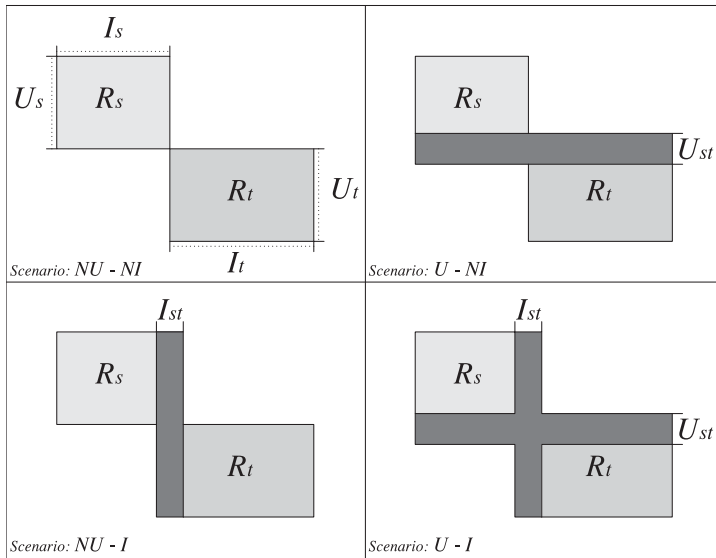 Is
Us
Rs
Rt
Ut
It
Scenario: NU - NI
Rs
Ust
Rt
Scenario: U - NI
Ist
Rs
Rt
Scenario: NU - I
Ist
Rs
Ust
Rt
Scenario: U - I